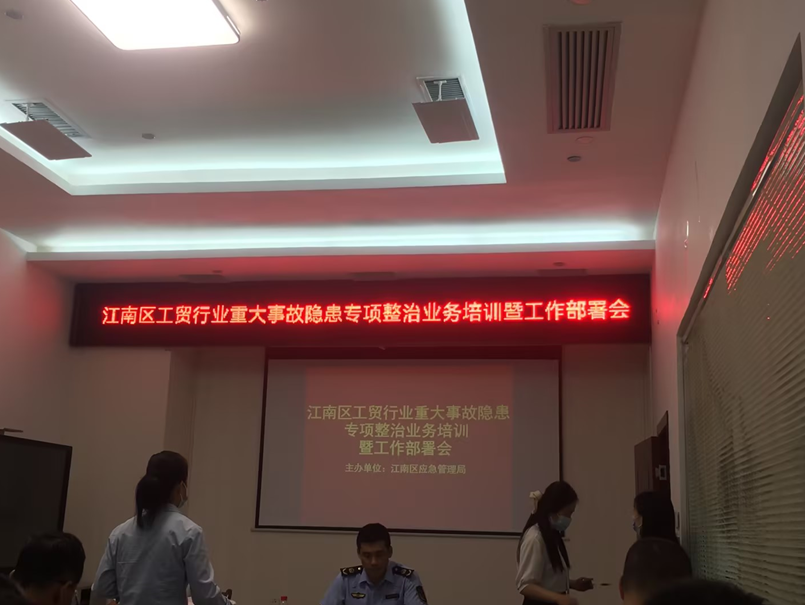 江南区工贸行业重大事故隐患专项整治业务培训暨工作部署会
江南区工贸行业重大事故隐患
专项整治业务培训
暨工作部署会
主办单位：江南区应急管理局